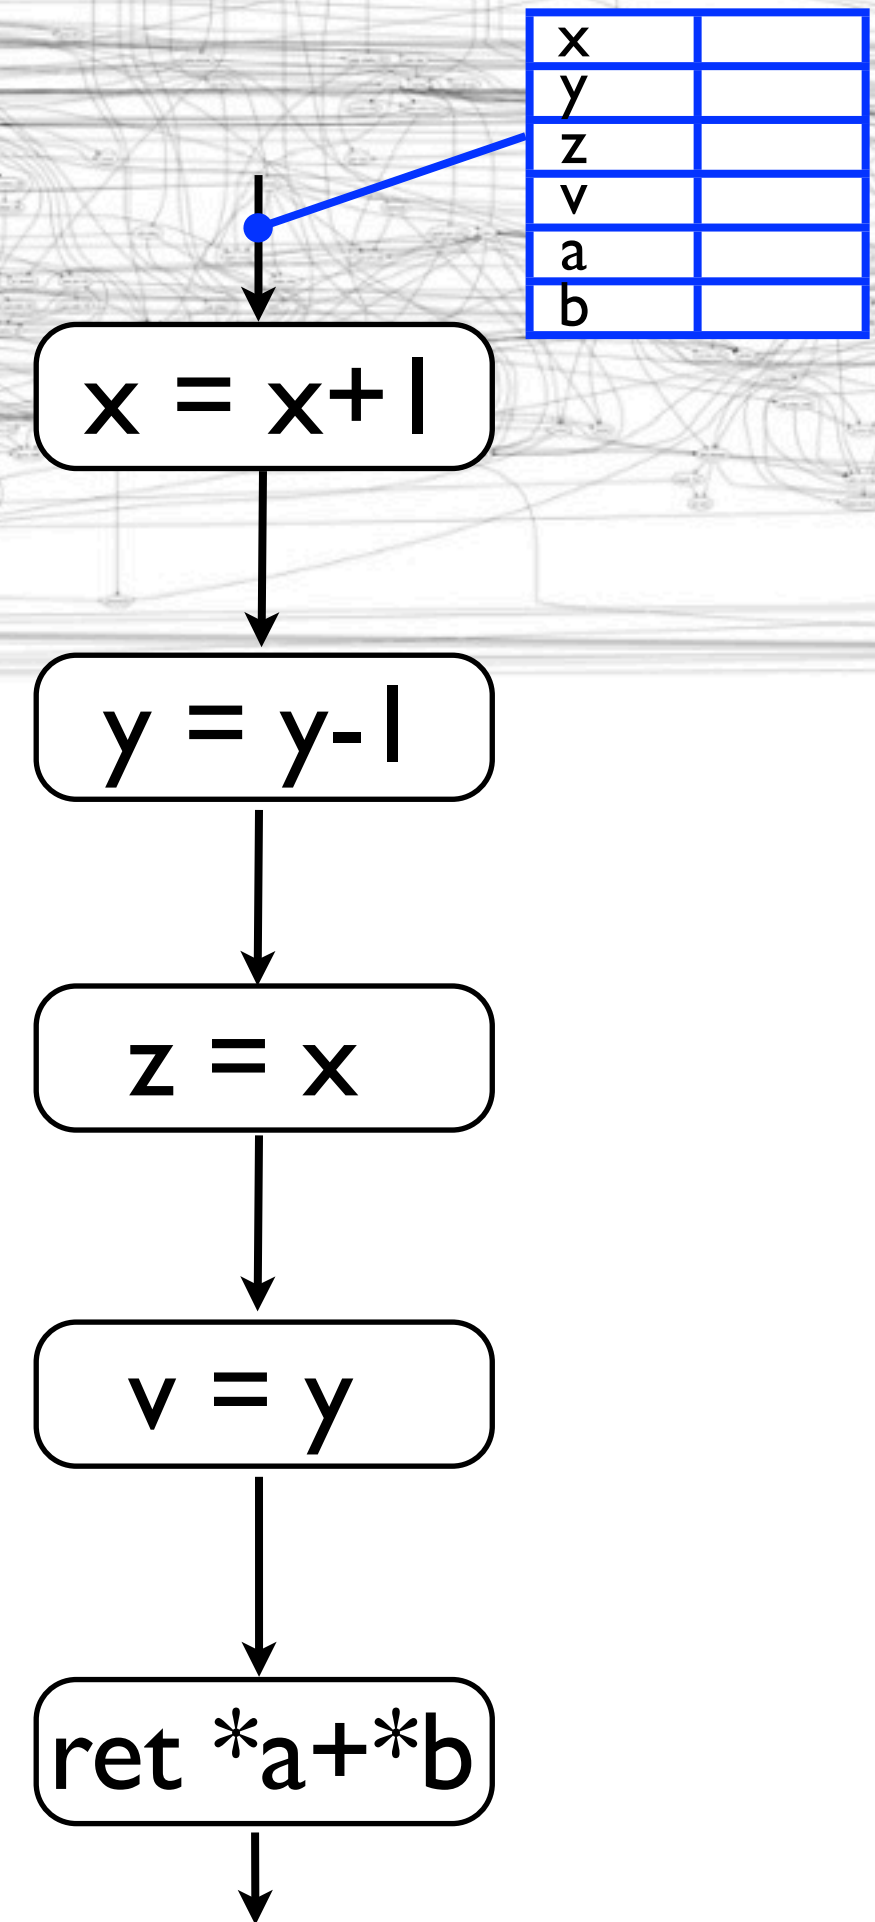 x
y
z
v
a
b
x = x+1
y = y-1
z = x
v = y
ret *a+*b